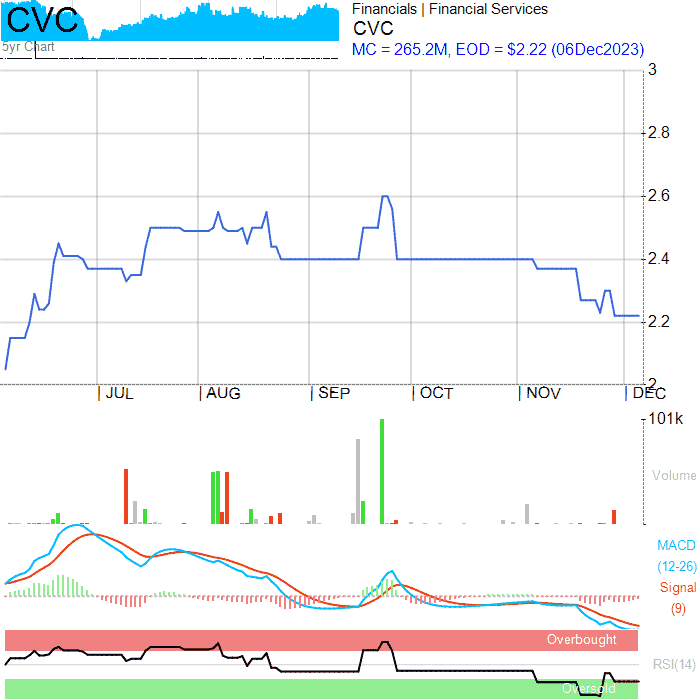 CVC
5yr Chart
Financials | Financial Services
CVC
MC = 265.2M, EOD = $2.22 (06Dec2023)
3
2.8
2.6
2.4
2.2
2
| JUL | AUG | SEP | OCT | NOV | DEC
101k
Volume
MACD
(12-26)
Signal
(9)
Overbought
RSI(14)
Oversold